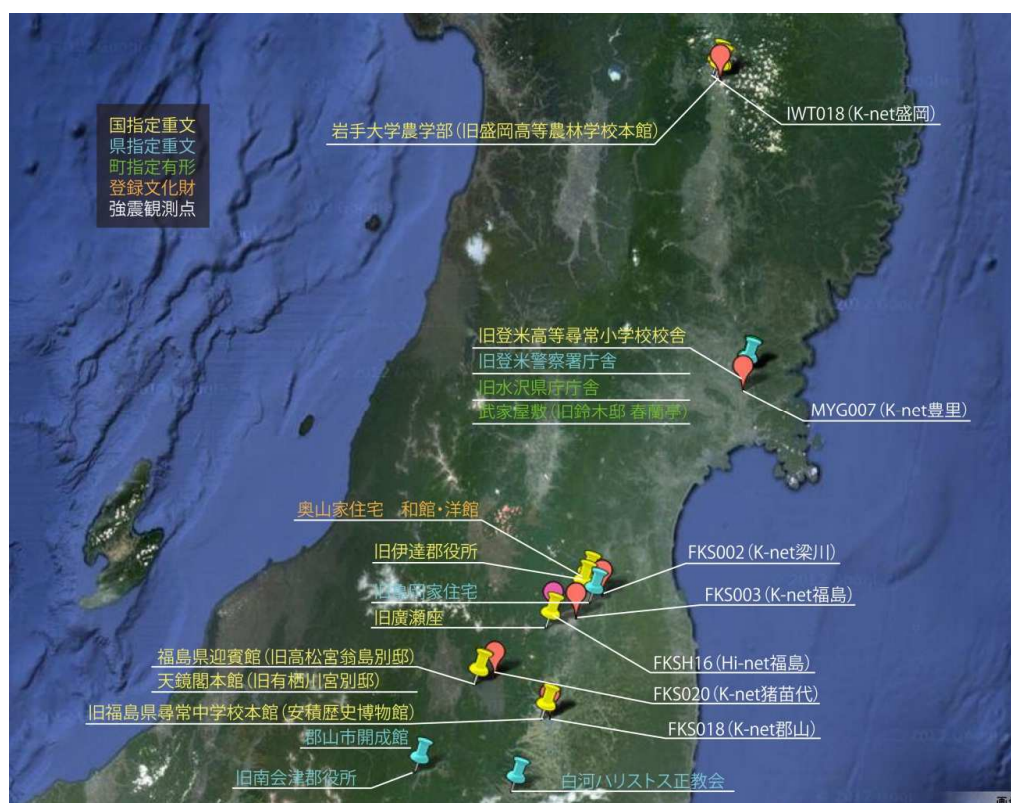 国指定重文
県指定重文
町指定有形
登録文化財
強震観測点
IWT018(K-net盛岡)
岩手大学農学部(旧盛岡高等農林学校本館)
旧登米高等尋常小学校校舎
旧登米警察署庁舎
旧水沢県庁庁舎
武家屋敷(旧鈴木邸 春蘭亭)
MYG007(K-net豊里)
奥山家住宅 和館・洋館
旧伊達郡役所
FKS002(K-net梁川)
家住宅
FKS003(K-net福島)
旧廣瀬座
福島県迎賓館(旧高松宮翁島別邸)
FKSH16(Hi-net福島)
天鏡閣本館(旧有栖川宮別邸)
FKS020(K-net猪苗代)
旧福島県尋常中学校本館(安積歴史博物館)
FKS018(K-net郡山)
郡山市開成館
旧南会津郡役所
白河ハリストス正教会